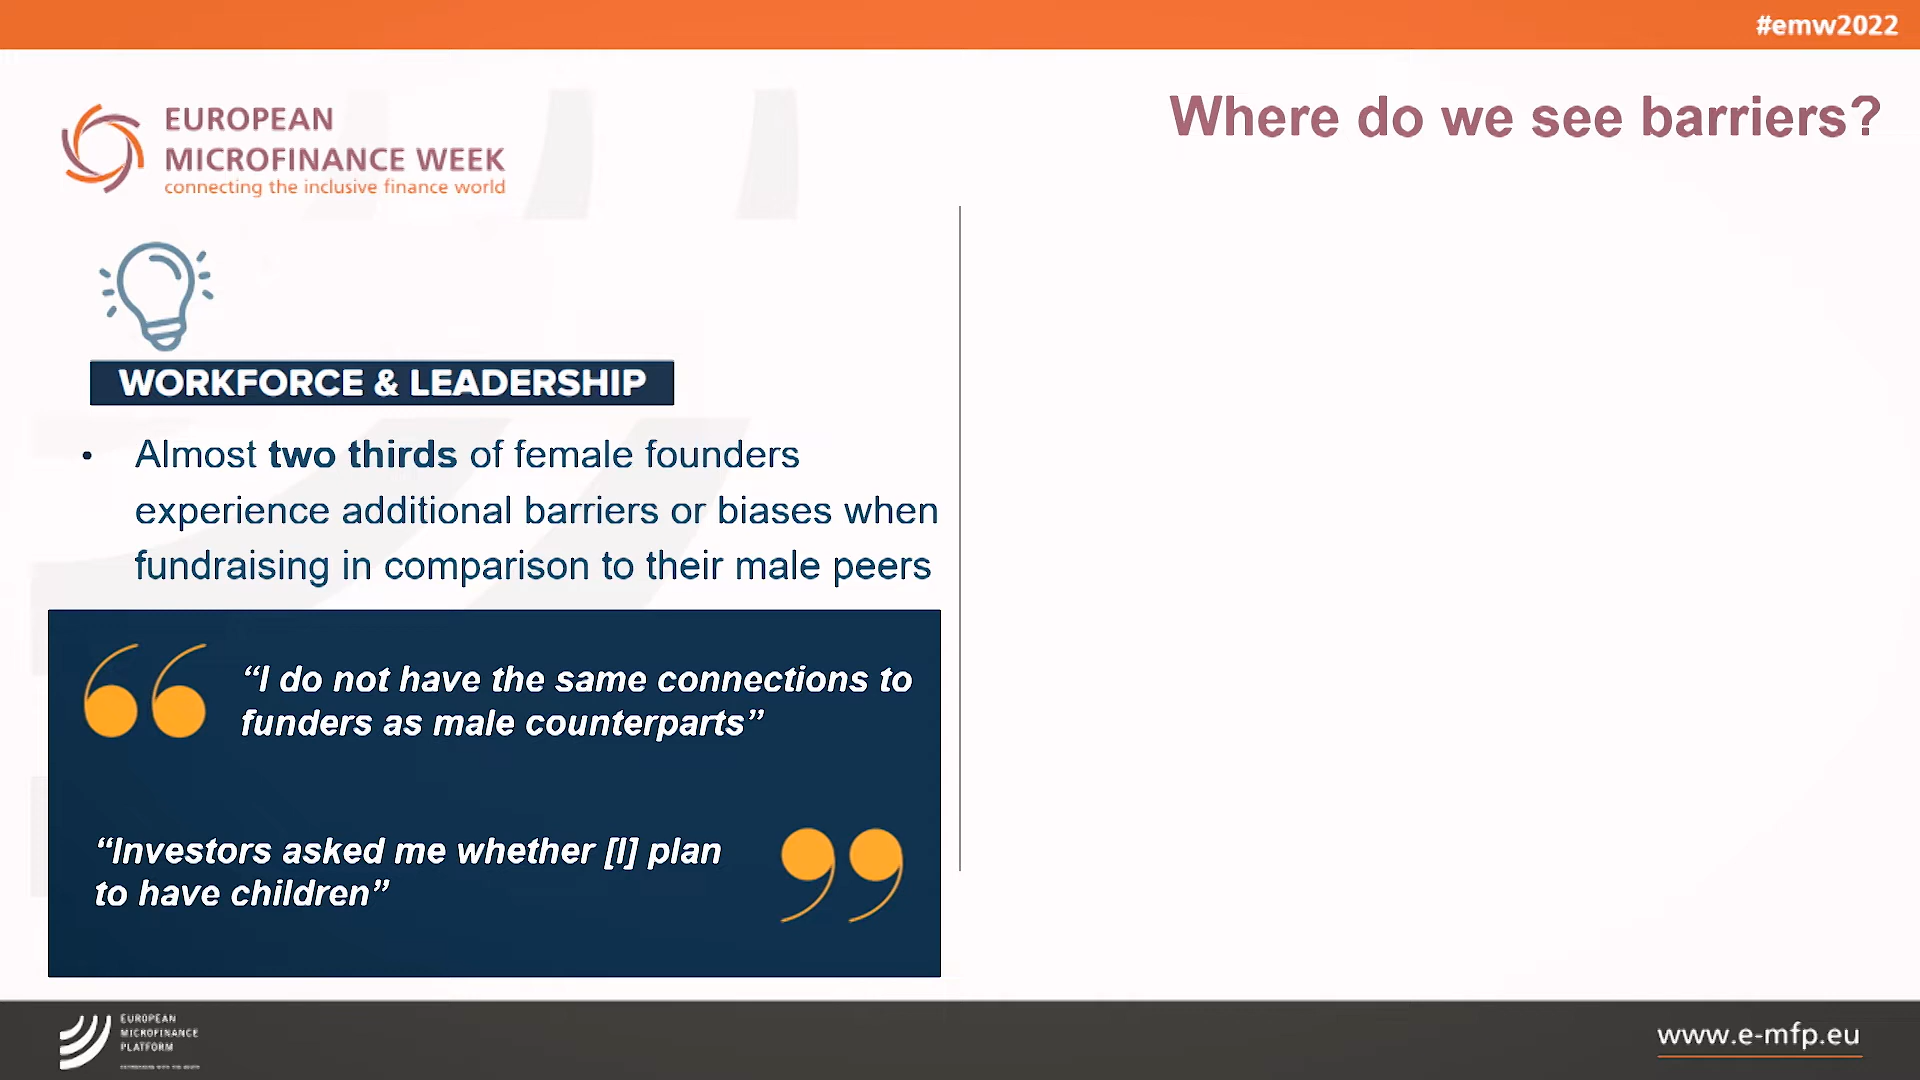 #emw2022
Where do we see barriers?
EUROPEAN
MICROFINANCE WEEK
connecting the inclusive finance world
WORKFORCE & LEADERSHIP
• Almost two thirds of female founders
experience additional barriers or biases when
fundraising in comparison to their male peers
“I do not have the same connections to
funders as male counterparts”
“Investors asked me whether [I] plan
to have children”
EUROPEAN
MICROFINANCE
PLATFORM
www.e-mfp.eu